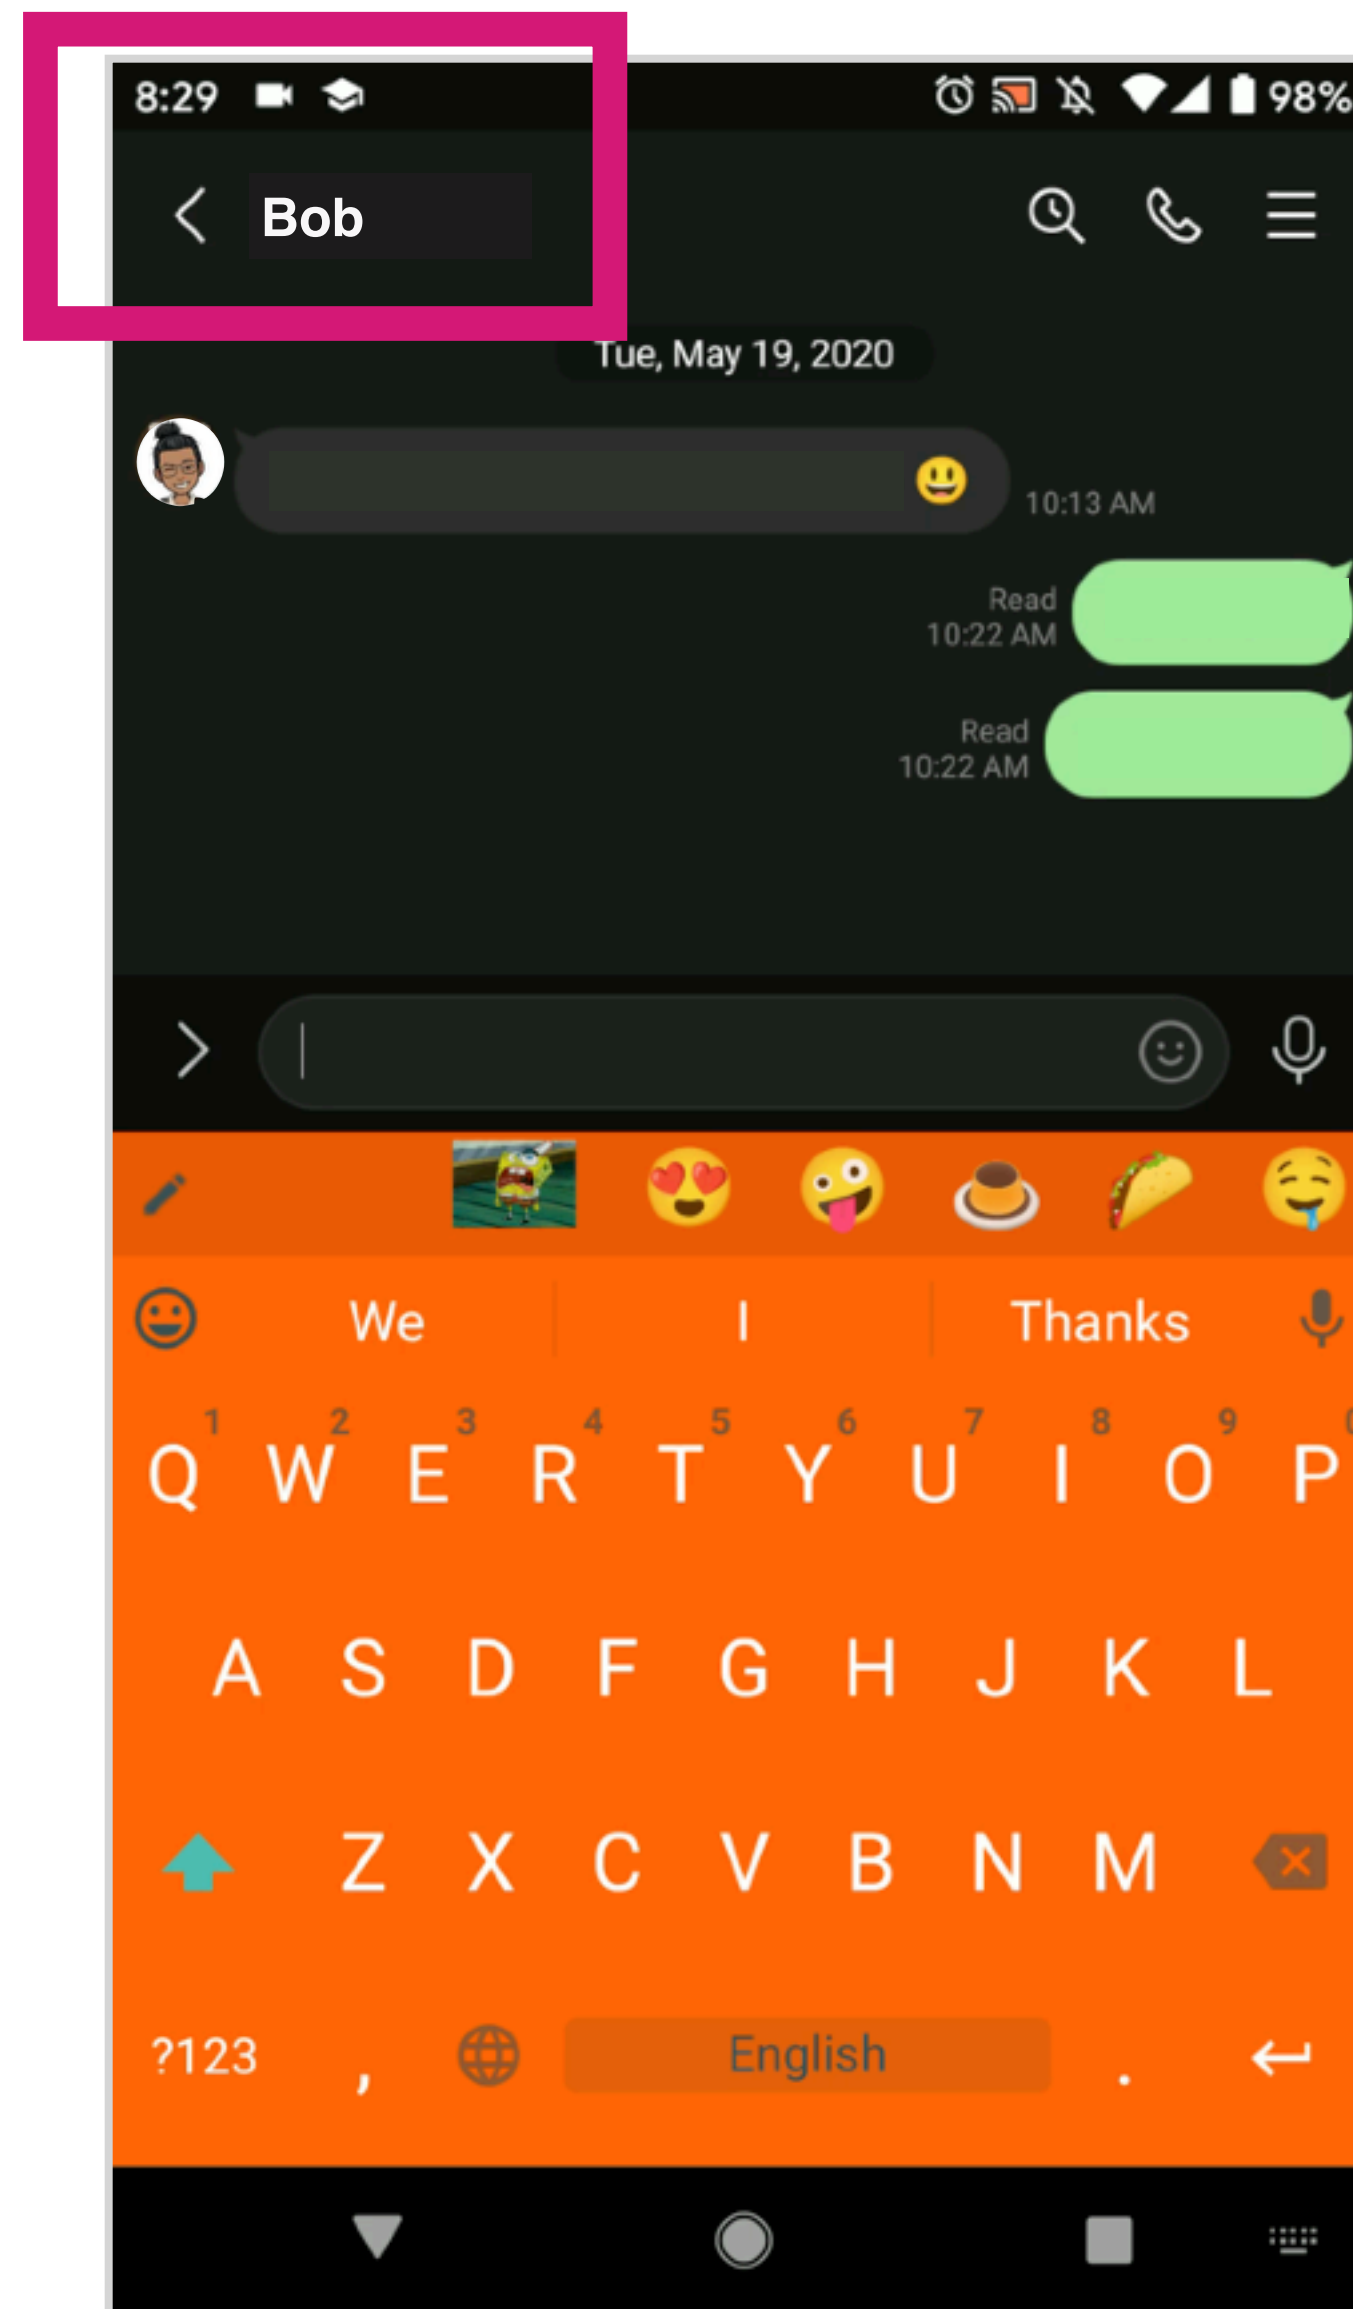 8:29 98%
Bob
Tue, May 19, 2020
10:13 AM
Read
10:22 AM
Read
10:22 AM
We I Thanks
1 2 3 4 5 6 7 8 9
Q W E R T Y U I O P
A S D F G H J K L
Z X C V B N M
?123 , English .